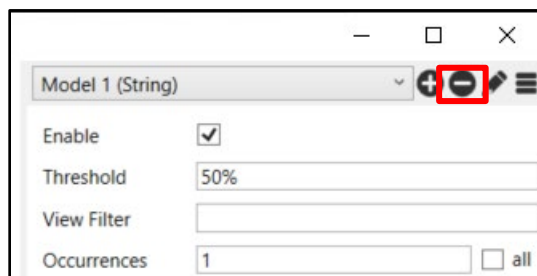 Model 1 (String)
Enable
Threshold 50%
View Filter
Occurrences 1 all